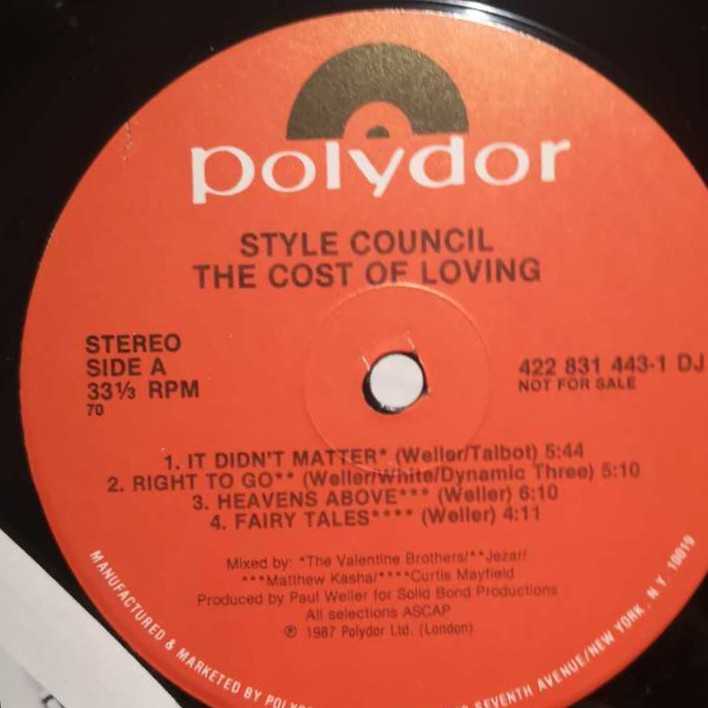 polydor
STYLE COUNCIL
THE COST OF LOVING
STEREO
SIDE A
33⅓ RPM
70
422 831 443-1 DJ
NOT FOR SALE
1. IT DIDN'T MATTER* (Weller/Talbot) 5:44
2. RIGHT TO GO** (Weller/White/Dynamic Three) 5:10
3. HEAVENS ABOVE*** (Weller) 6:10
4. FAIRY TALES**** (Weller) 4:11
Mixed by: *The Valentine Brothers/**Jezar/
***Matthew Kasha/****Curtis Mayfield
Produced by Paul Weller for Solid Bond Productions
All selections ASCAP
℗ 1987 Polydor Ltd. (London)
MANUFACTURED & MARKETED BY SEVENTH AVENUE/NEW YORK, N.Y. 10019